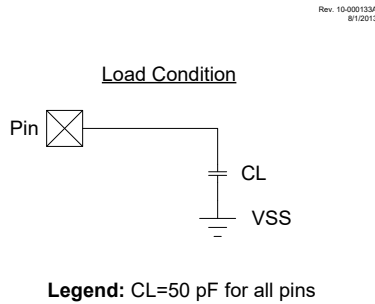 Rev. 10-000133A
8/1/2013
Load Condition
Pin
CL
VSS
Legend: CL=50 pF for all pins